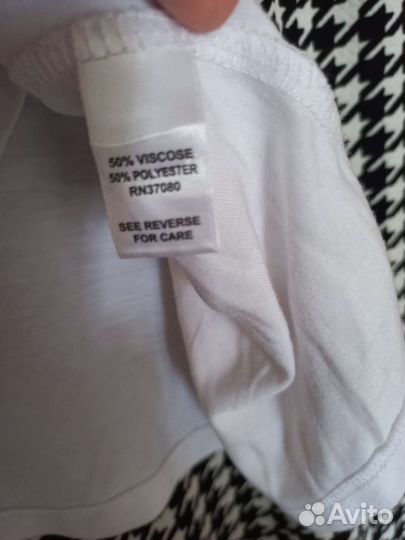 50% VISCOSE
50% POLYESTER
RN37080
SEE REVERSE
FOR CARE
Avito